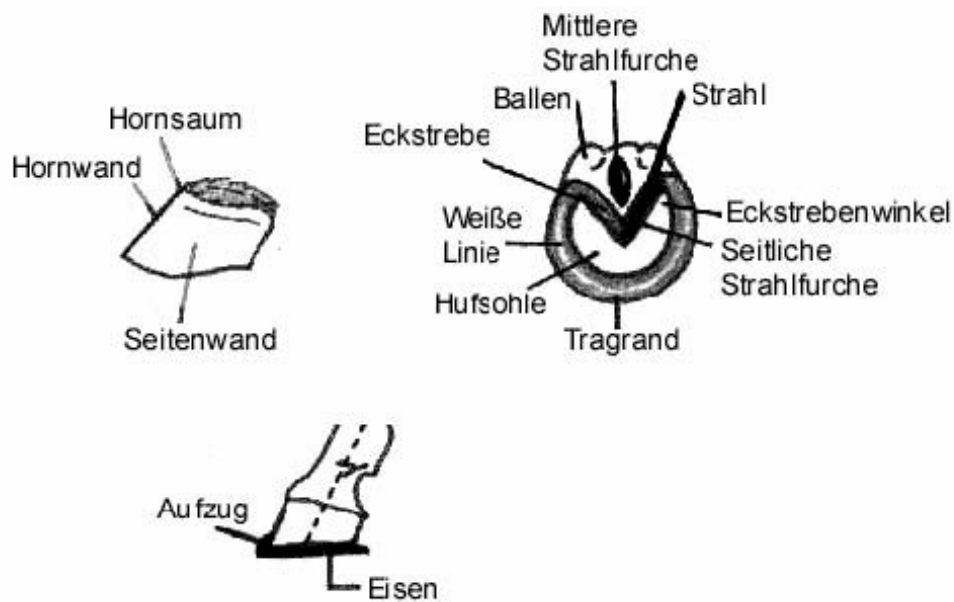 Hornsaum
Hornwand
Seitenwand
Mittlere
Strahlfurche
Ballen
Strahl
Eckstrebe
Eckstrebenwinkel
Weiße
Linie
Seitliche
Strahlfurche
Hufsohle
Tragrand
Aufzug
Eisen